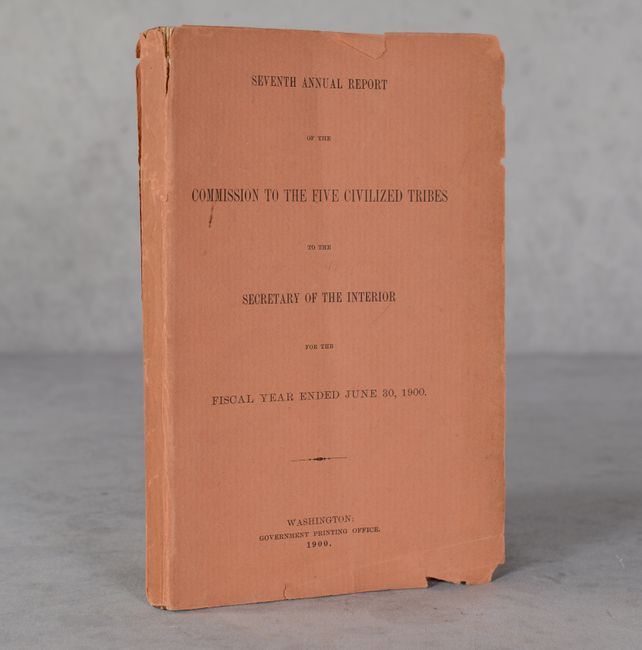 SEVENTH ANNUAL REPORT
OF THE
COMMISSION TO THE FIVE CIVILIZED TRIBES
TO THE
SECRETARY OF THE INTERIOR
FOR THE
FISCAL YEAR ENDED JUNE 30, 1900.
WASHINGTON:
GOVERNMENT PRINTING OFFICE.
1900.